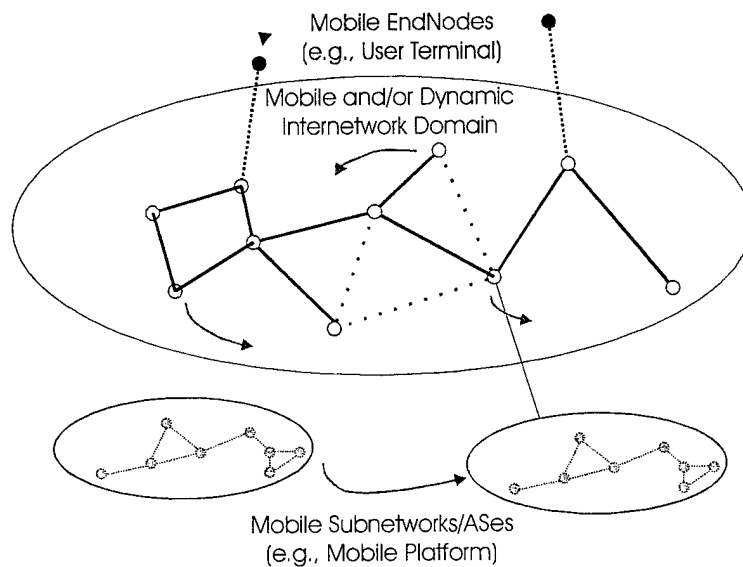 Mobile EndNodes
(e.g., User Terminal)
Mobile and/or Dynamic
Internetwork Domain
Mobile Subnetworks/ASes
(e.g., Mobile Platform)